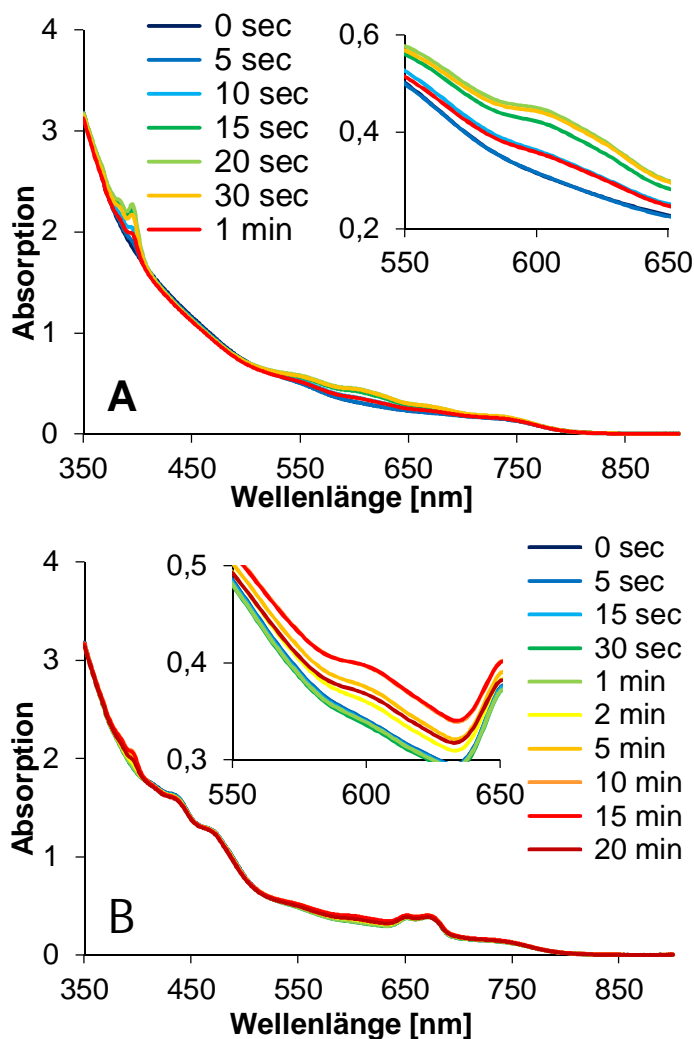 4
3
2
1
0
Absorption
0 sec
5 sec
10 sec
15 sec
20 sec
30 sec
1 min
0,6
0,4
0,2
550 600 650
A
350 450 550 650 750 850
Wellenlänge [nm]
4
3
2
1
0
Absorption
0,5
0,4
0,3
550 600 650
0 sec
5 sec
15 sec
30 sec
1 min
2 min
5 min
10 min
15 min
20 min
B
350 450 550 650 750 850
Wellenlänge [nm]